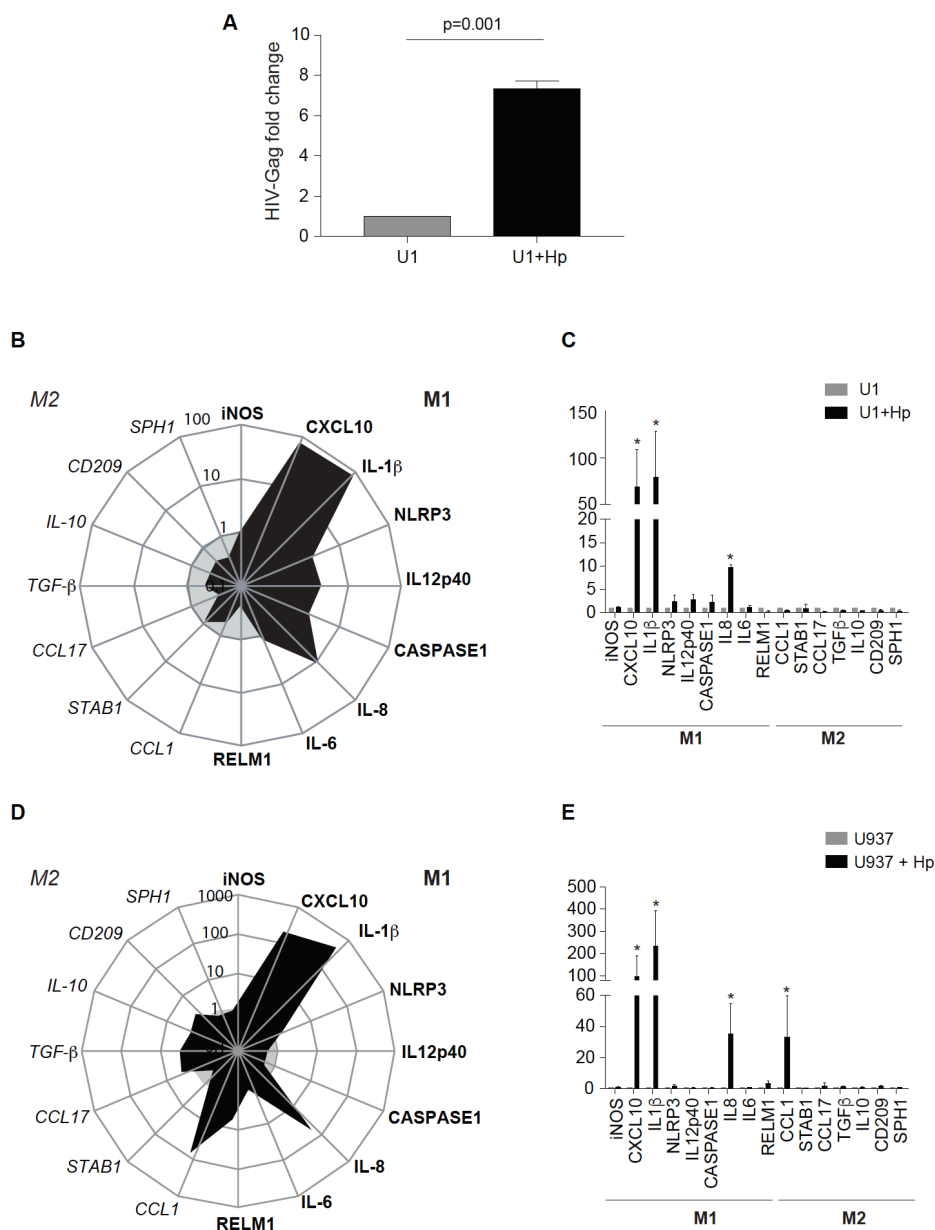 A
p=0.001
HIV-Gag fold change
10
8
6
4
2
0
U1
U1+Hp
B
M2
M1
iNOS
CXCL10
IL-1β
NLRP3
IL12p40
CASPASE1
IL-8
IL-6
RELM1
CCL1
STAB1
CCL17
TGF-β
IL-10
CD209
SPH1
100
10
1
0.1
C
U1
U1+Hp
150
100
50
20
15
10
5
0
* * *
iNOS
CXCL10
IL1β
NLRP3
IL12p40
CASPASE1
IL8
IL6
RELM1
CCL1
STAB1
CCL17
TGFβ
IL10
CD209
SPH1
M1
M2
D
M2
M1
iNOS
CXCL10
IL-1β
NLRP3
IL12p40
CASPASE1
IL-8
IL-6
RELM1
CCL1
STAB1
CCL17
TGF-β
IL-10
CD209
SPH1
1000
100
10
1
E
U937
U937 + Hp
500
400
300
200
100
60
40
20
0
* * * *
iNOS
CXCL10
IL1β
NLRP3
IL12p40
CASPASE1
IL8
IL6
RELM1
CCL1
STAB1
CCL17
TGFβ
IL10
CD209
SPH1
M1
M2